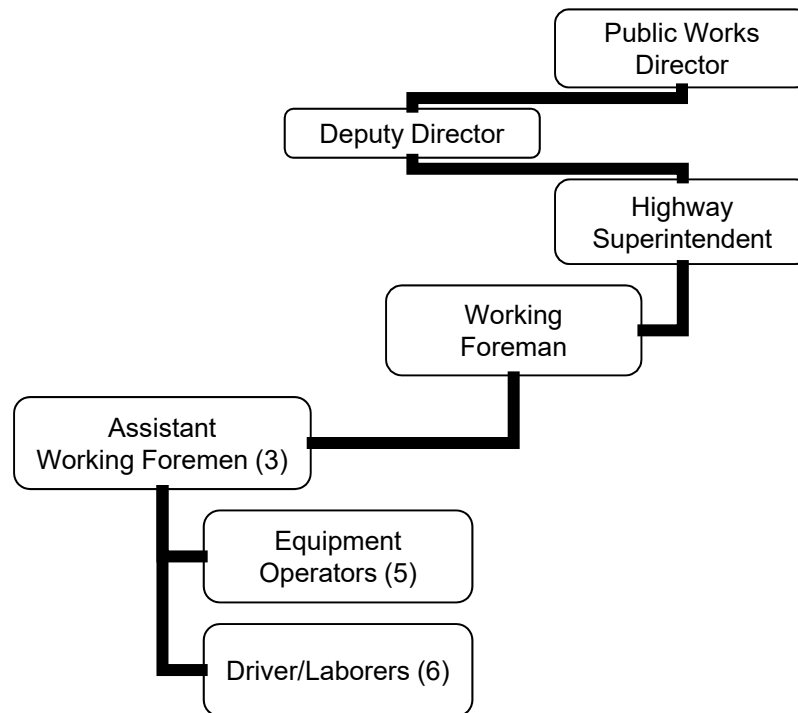 Public Works
Director
Deputy Director
Highway
Superintendent
Working
Foreman
Assistant
Working Foremen (3)
Equipment
Operators (5)
Driver/Laborers (6)